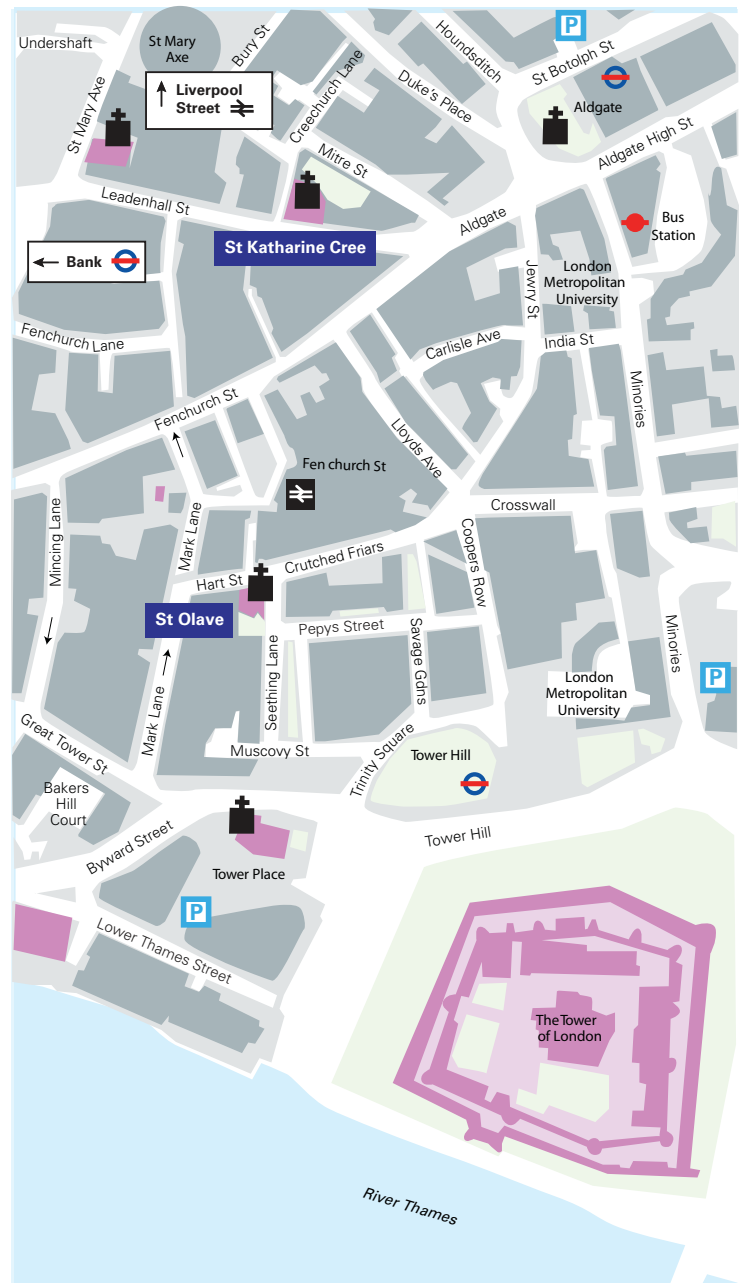 Undershaft
St Mary
Axe
Bury St
Houndsditch
P
St Botolph St
Liverpool
Street
Creechurch Lane
Duke's Place
Aldgate
St Mary Axe
Mitre St
Aldgate High St
Leadenhall St
Aldgate
Bus
Station
St Katharine Cree
Bank
Jewry St
London
Metropolitan
University
Fenchurch Lane
Carlisle Ave
India St
Fenchurch St
Minories
Lloyds Ave
Fen church St
Mincing Lane
Mark Lane
Crosswall
Coopers Row
Crutched Friars
Hart St
St Olave
Pepys Street
Savage Gdns
Minories
Seething Lane
London
Metropolitan
University
P
Mark Lane
Great Tower St
Muscovy St
Trinity Square
Tower Hill
Bakers
Hill
Court
Byward Street
Tower Hill
Tower Place
P
Lower Thames Street
The Tower
of London
River Thames